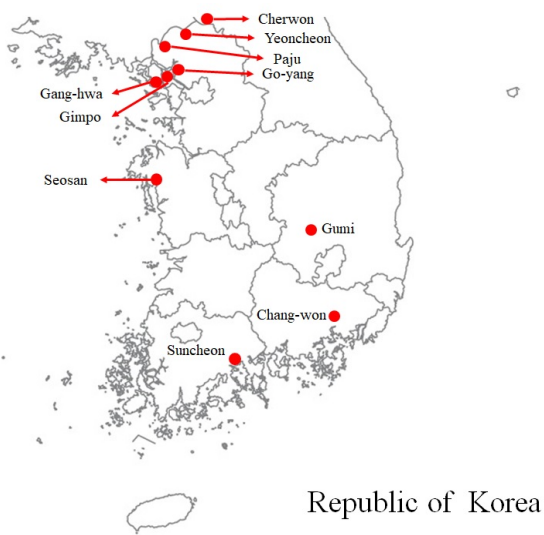 Cherwon
Yeoncheon
Paju
Go-yang
Gang-hwa
Gimpo
Seosan
Gumi
Chang-won
Suncheon
Republic of Korea